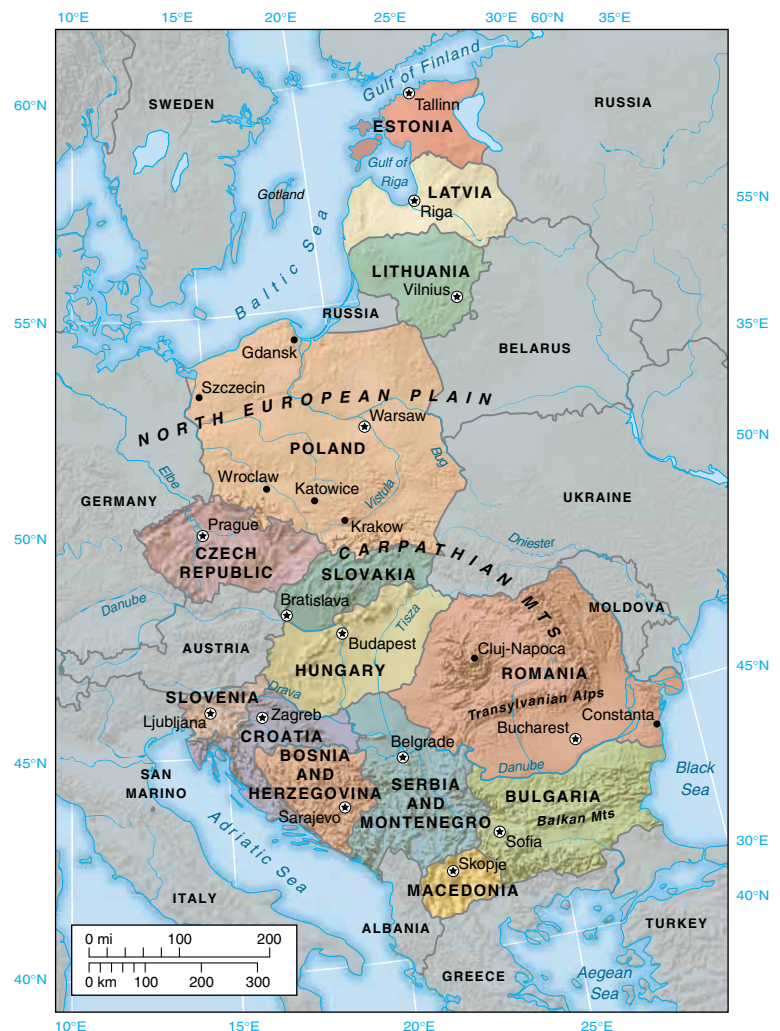 10°E 15°E 20°E 25°E 30°E 60°N 35°E
60°N
SWEDEN
Gulf of Finland
Tallinn
ESTONIA
RUSSIA
Gulf of
Riga
Gotland
LATVIA
Riga
55°N
Baltic Sea
LITHUANIA
Vilnius
RUSSIA
55°N
35°E
BELARUS
Gdansk
Szczecin
NORTH EUROPEAN PLAIN
Warsaw
50°N
POLAND
Bug
Elbe
Wroclaw
Katowice
Vistula
GERMANY
UKRAINE
Krakow
Prague
50°N
CZECH
REPUBLIC
CARPATHIAN MTS
Dniester
SLOVAKIA
Danube
Bratislava
MOLDOVA
Tisza
AUSTRIA
Budapest
Cluj-Napoca
HUNGARY
ROMANIA
45°N
Drava
SLOVENIA
Transylvanian Alps
Ljubljana
Zagreb
Constanta
CROATIA
Bucharest
Belgrade
45°N
BOSNIA
AND
HERZEGOVINA
Danube
SAN
MARINO
SERBIA
AND
MONTENEGRO
BULGARIA
Black
Sea
Sarajevo
Balkan Mts
Sofia
30°E
Adriatic Sea
Skopje
MACEDONIA
40°N
ITALY
ALBANIA
TURKEY
0 mi 100 200
0 km 100 200 300
GREECE
Aegean
Sea
40°N
10°E 15°E 20°E 25°E